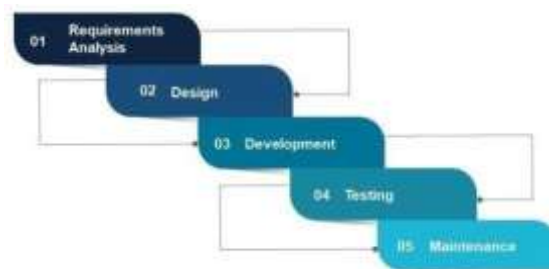 01 Requirements
Analysis
02 Design
03 Development
04 Testing
05 Maintenance